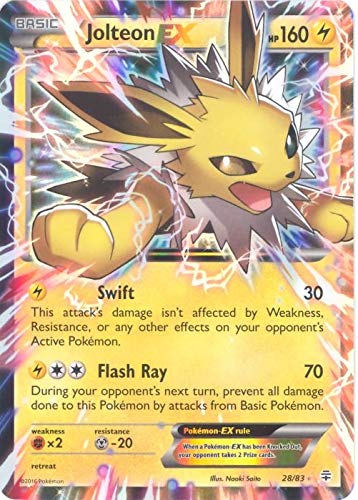 BASIC
Jolteon EX
HP160
Swift 30
This attack's damage isn't affected by Weakness,
Resistance, or any other effects on your opponent's
Active Pokémon.
Flash Ray 70
During your opponent's next turn, prevent all damage
done to this Pokémon by attacks from Basic Pokémon.
weakness
×2
resistance
-20
retreat
Pokémon-EX rule
When a Pokémon-EX has been Knocked Out,
your opponent takes 2 Prize cards.
©2016 Pokémon
Illus. Naoki Saito
28/83